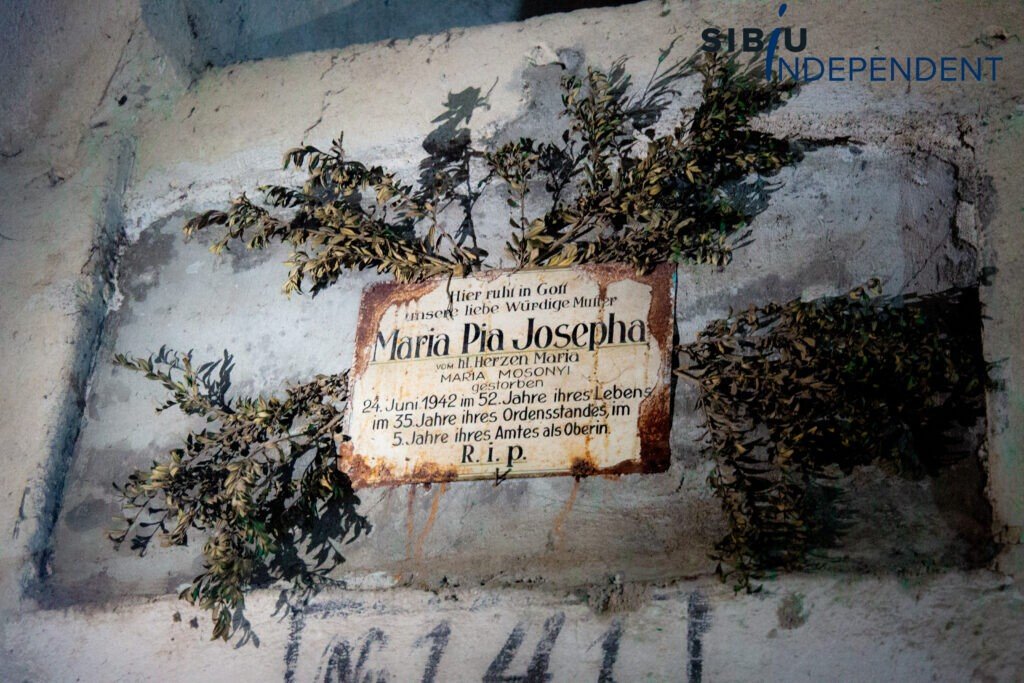 SIBIU
INDEPENDENT
Hier ruht in Gott
unsere liebe Würdige Mutter
Maria Pia Josepha
vom hl. Herzen Maria
MARIA MOSONYI
gestorben
24. Juni 1942 im 52. Jahre ihres Lebens,
im 35. Jahre ihres Ordensstandes, im
5. Jahre ihres Amtes als Oberin.
R. i. p.
No 141